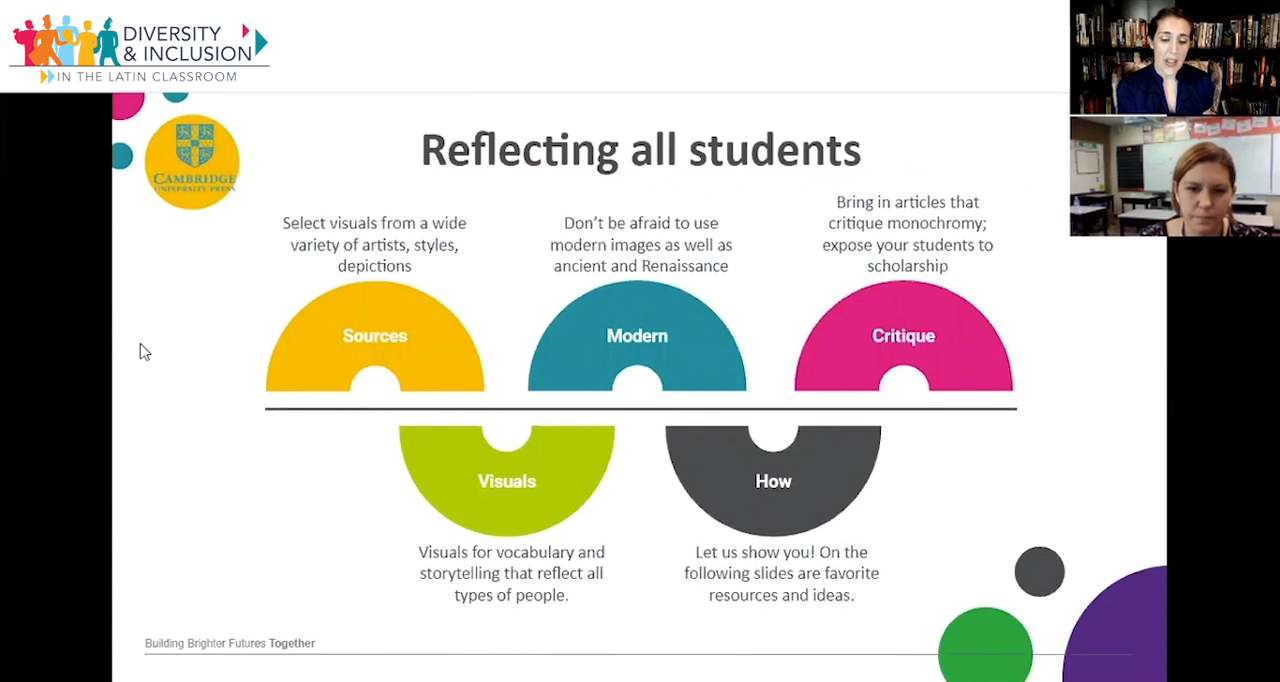 DIVERSITY
& INCLUSION
IN THE LATIN CLASSROOM
CAMBRIDGE
UNIVERSITY PRESS
Reflecting all students
Select visuals from a wide
variety of artists, styles,
depictions
Don’t be afraid to use
modern images as well as
ancient and Renaissance
Bring in articles that
critique monochromy;
expose your students to
scholarship
Sources
Modern
Critique
Visuals
How
Visuals for vocabulary and
storytelling that reflect all
types of people.
Let us show you! On the
following slides are favorite
resources and ideas.
Building Brighter Futures Together